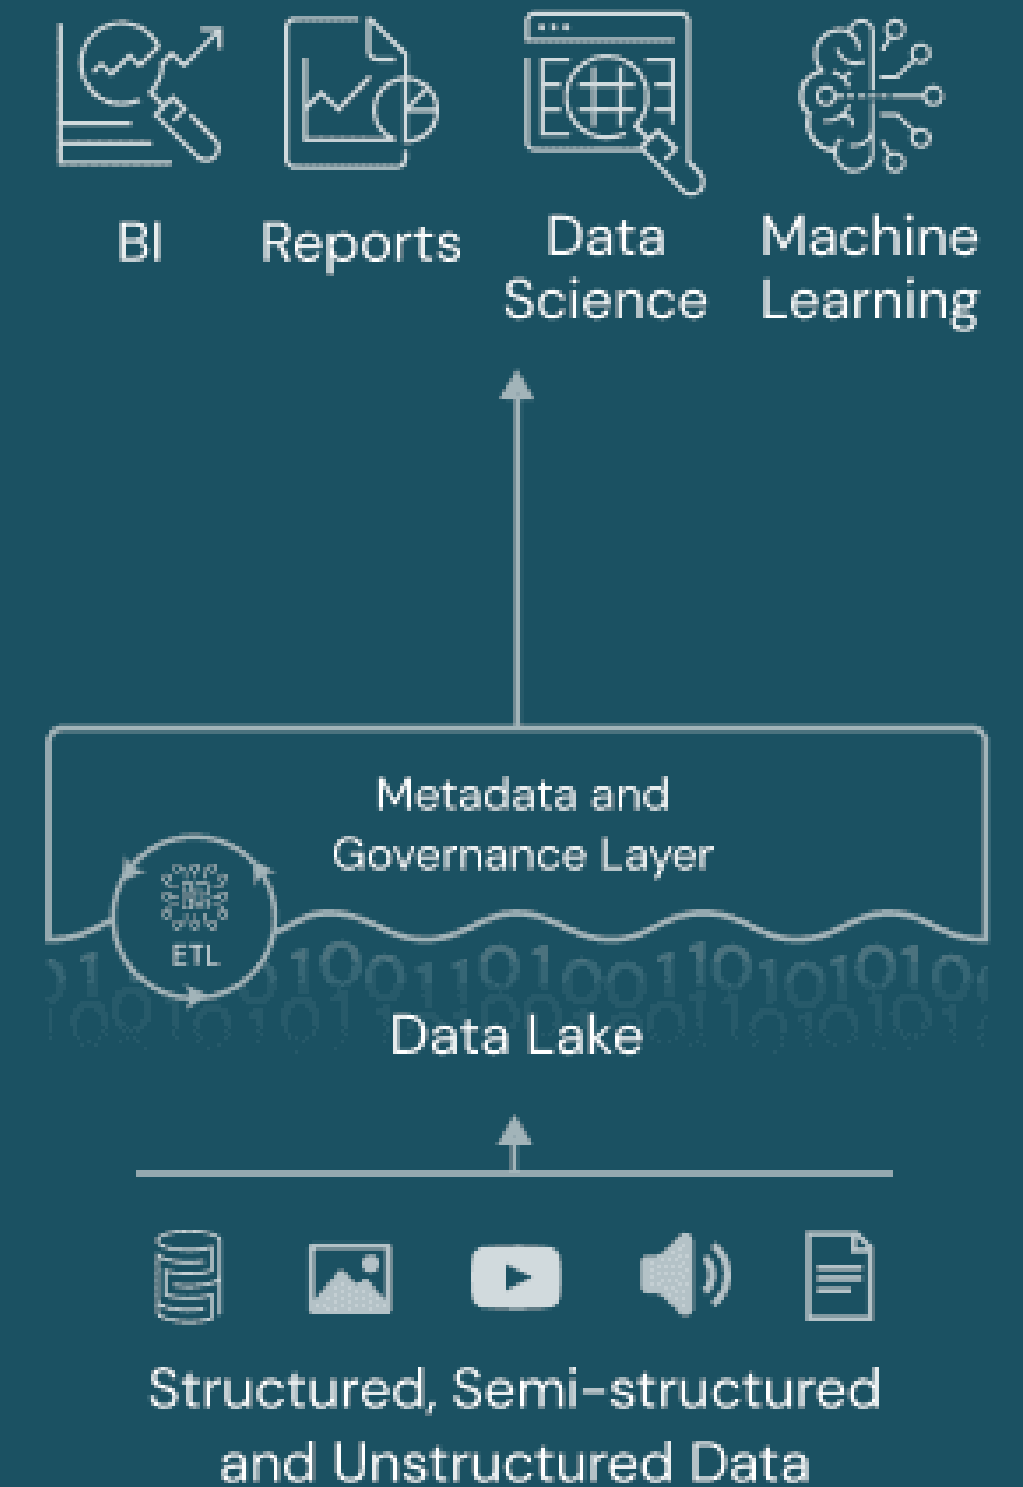 BI
Reports
Data
Science
Machine
Learning
Metadata and
Governance Layer
ETL
Data Lake
Structured, Semi-structured
and Unstructured Data